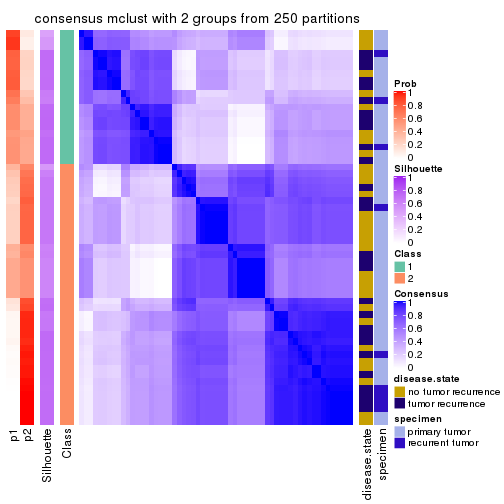 consensus mclust with 2 groups from 250 partitions
Prob
1
0.8
0.6
0.4
0.2
0
Silhouette
1
0.8
0.6
0.4
0.2
0
Class
1
2
Consensus
1
0.8
0.6
0.4
0.2
0
disease.state
no tumor recurrence
tumor recurrence
specimen
primary tumor
recurrent tumor
p1
p2
Silhouette
Class
disease.state
specimen